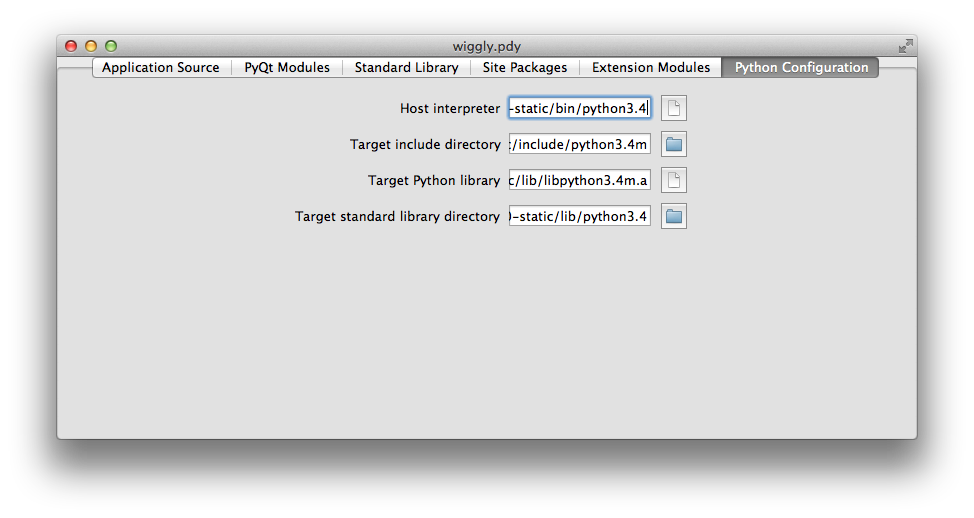 wiggly.pdy
Application Source PyQt Modules Standard Library Site Packages Extension Modules Python Configuration
Host interpreter -static/bin/python3.4
Target include directory /include/python3.4m
Target Python library c/lib/libpython3.4m.a
Target standard library directory -static/lib/python3.4